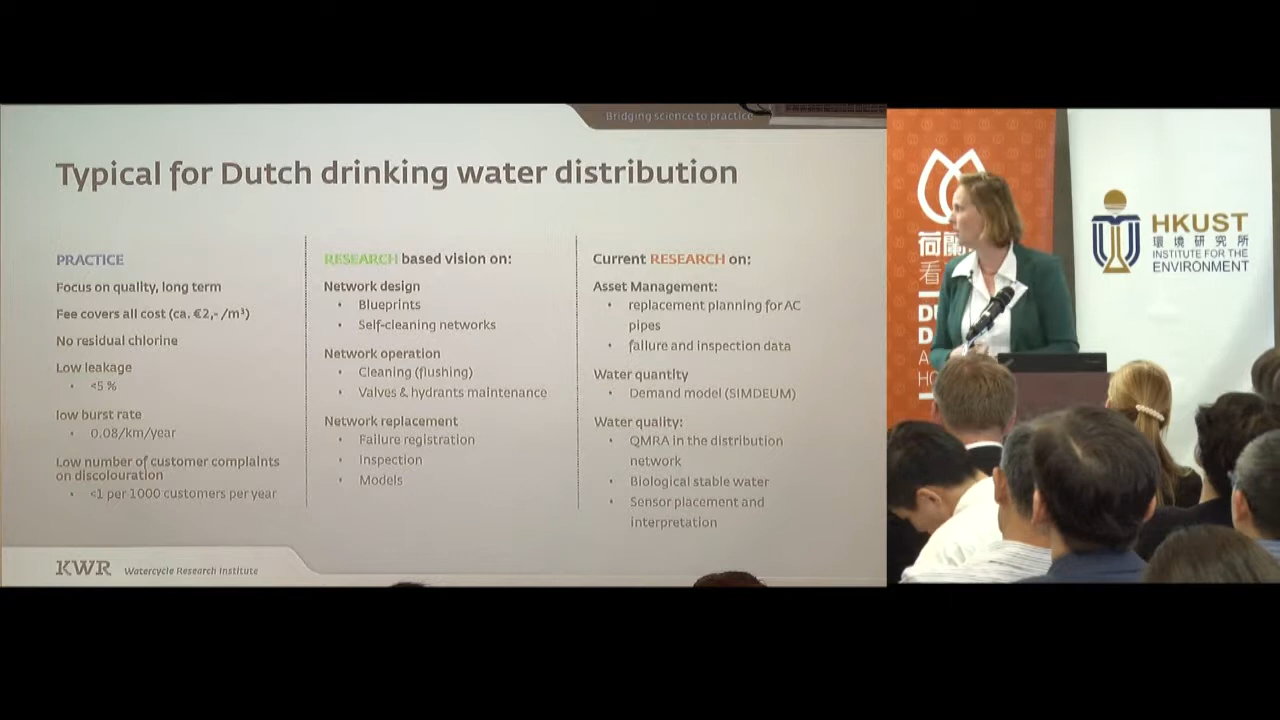 Bridging science to practice
Typical for Dutch drinking water distribution
PRACTICE
Focus on quality, long term
Fee covers all cost (ca. €2,- /m³)
No residual chlorine
Low leakage
• <5 %
low burst rate
• 0.08/km/year
Low number of customer complaints
on discolouration
• <1 per 1000 customers per year
RESEARCH based vision on:
Network design
• Blueprints
• Self-cleaning networks
Network operation
• Cleaning (flushing)
• Valves & hydrants maintenance
Network replacement
• Failure registration
• Inspection
• Models
Current RESEARCH on:
Asset Management:
• replacement planning for AC
pipes
• failure and inspection data
Water quantity
• Demand model (SIMDEUM)
Water quality:
• QMRA in the distribution
network
• Biological stable water
• Sensor placement and
interpretation
KWR Watercycle Research Institute
荷蘭
看
HKUST
環境研究所
INSTITUTE FOR THE
ENVIRONMENT